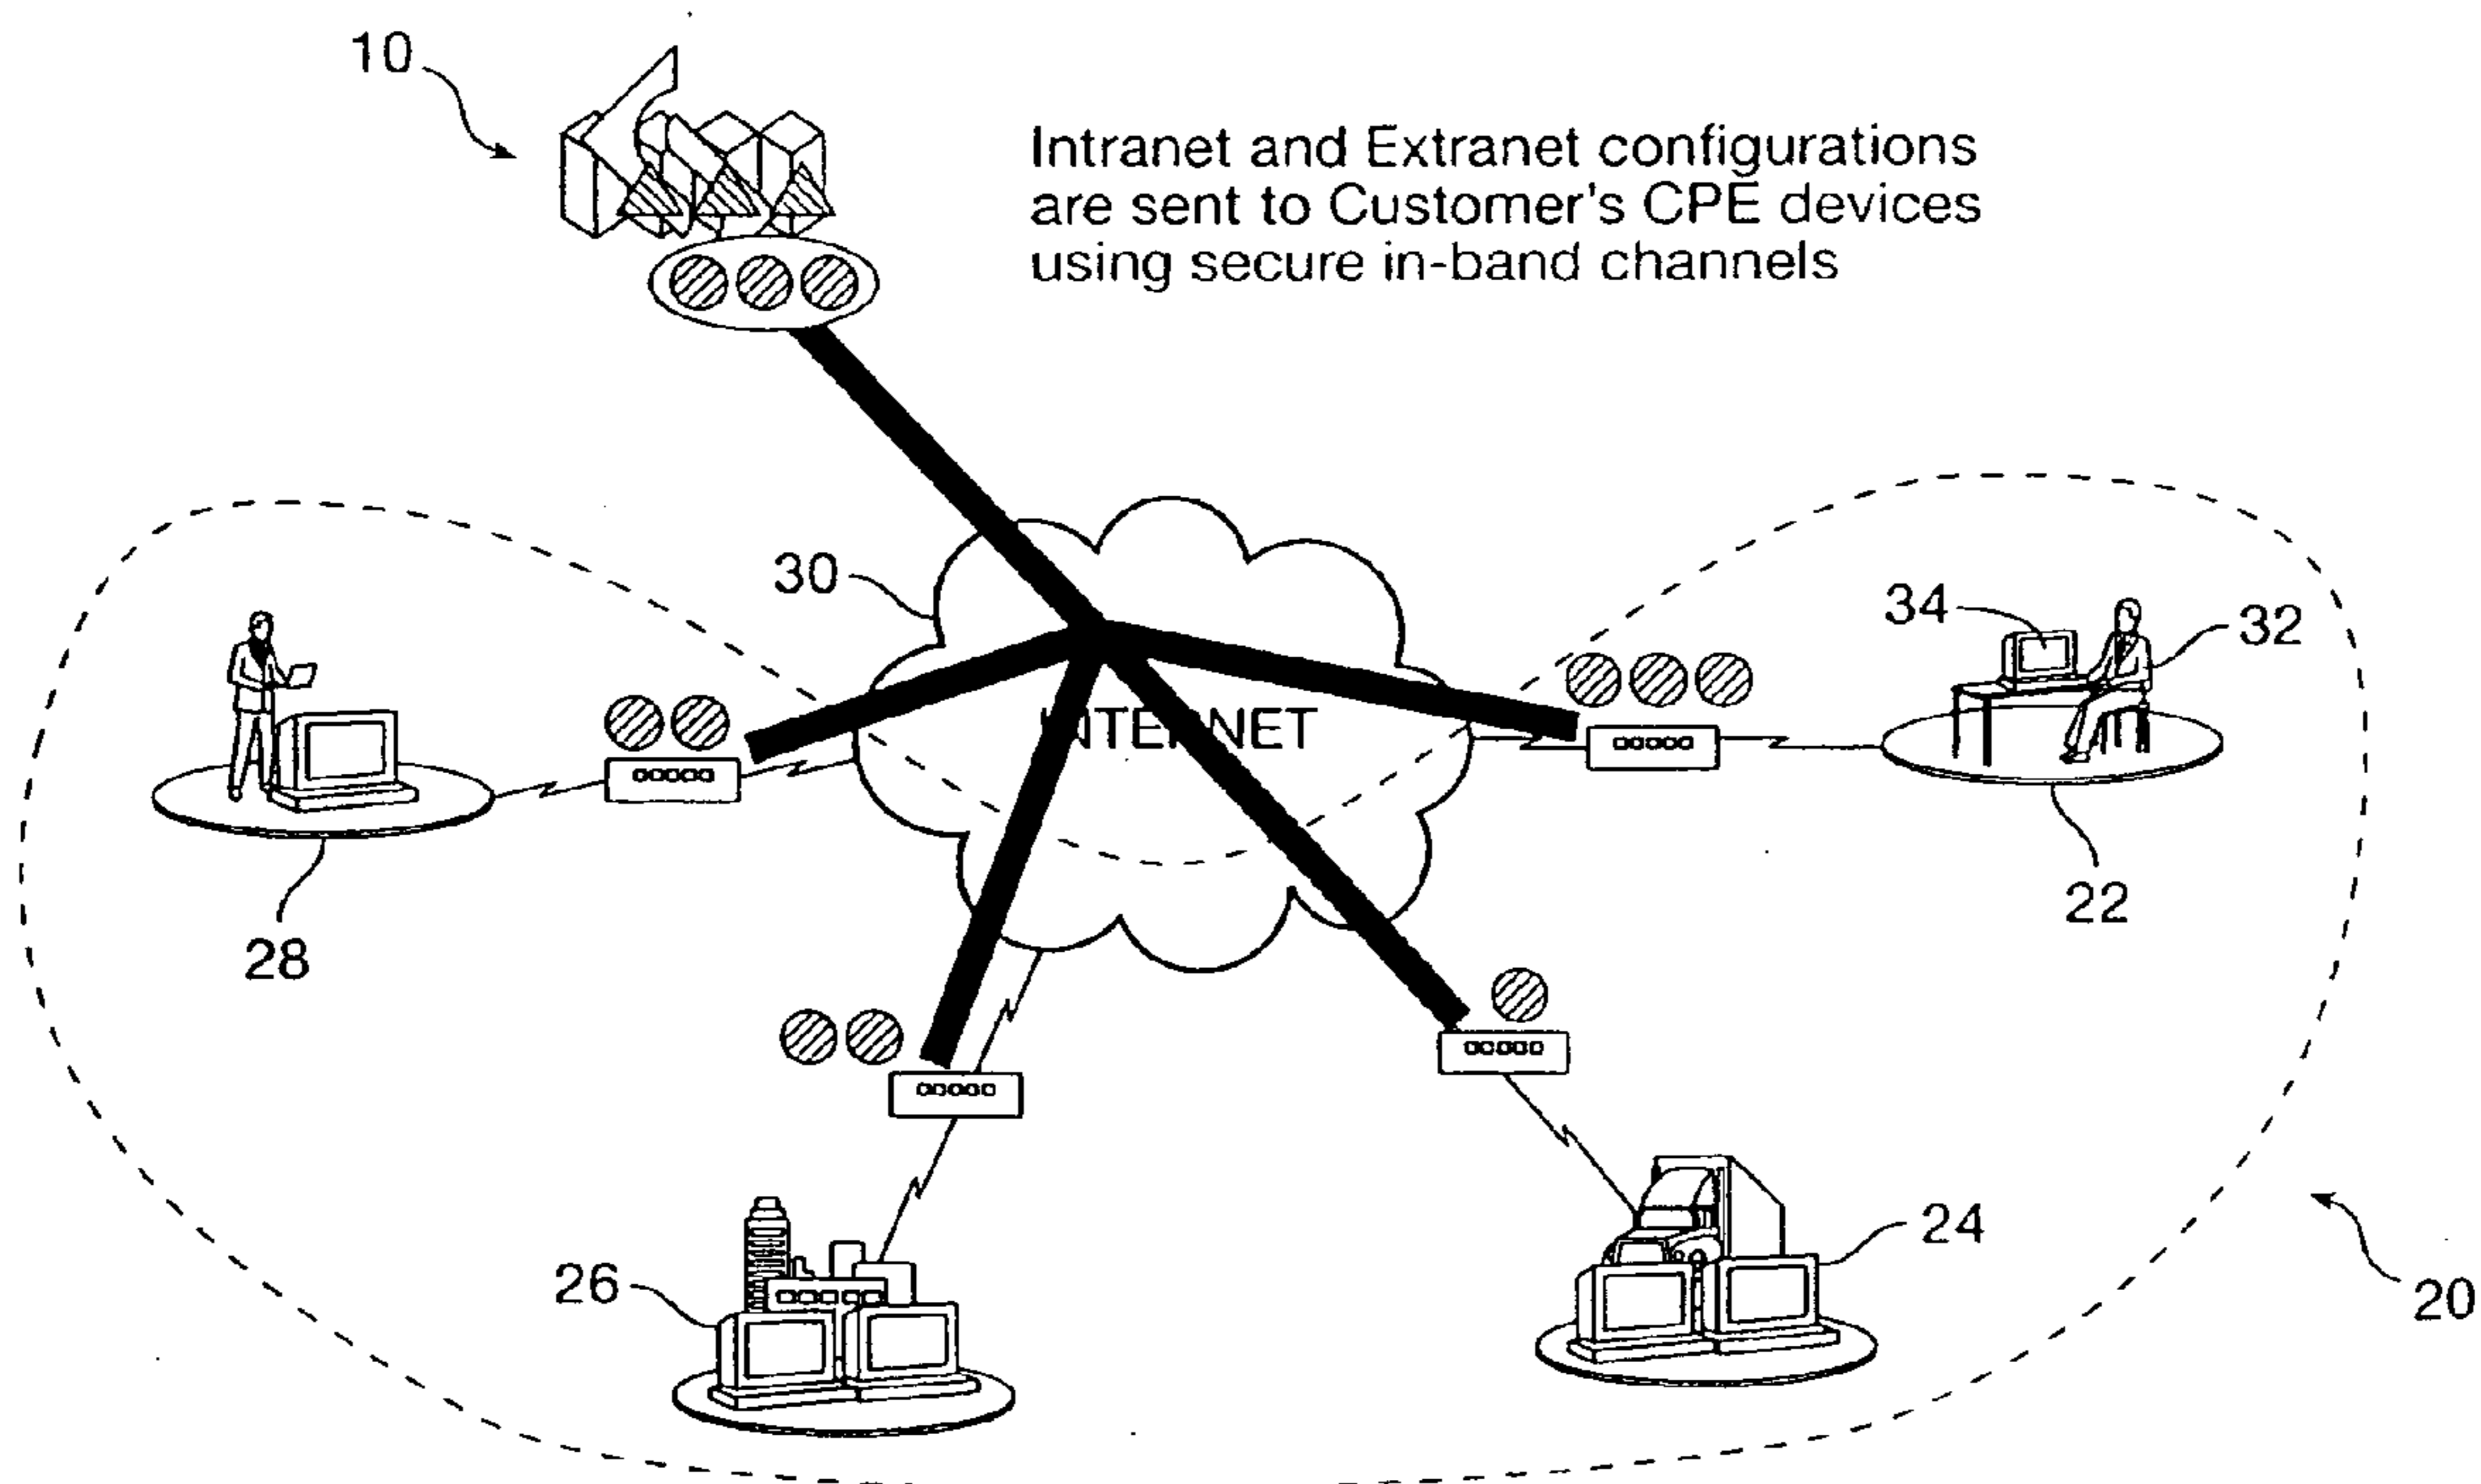 10
Intranet and Extranet configurations
are sent to Customer's CPE devices
using secure in-band channels
30
34
32
INTERNET
22
28
24
26
20